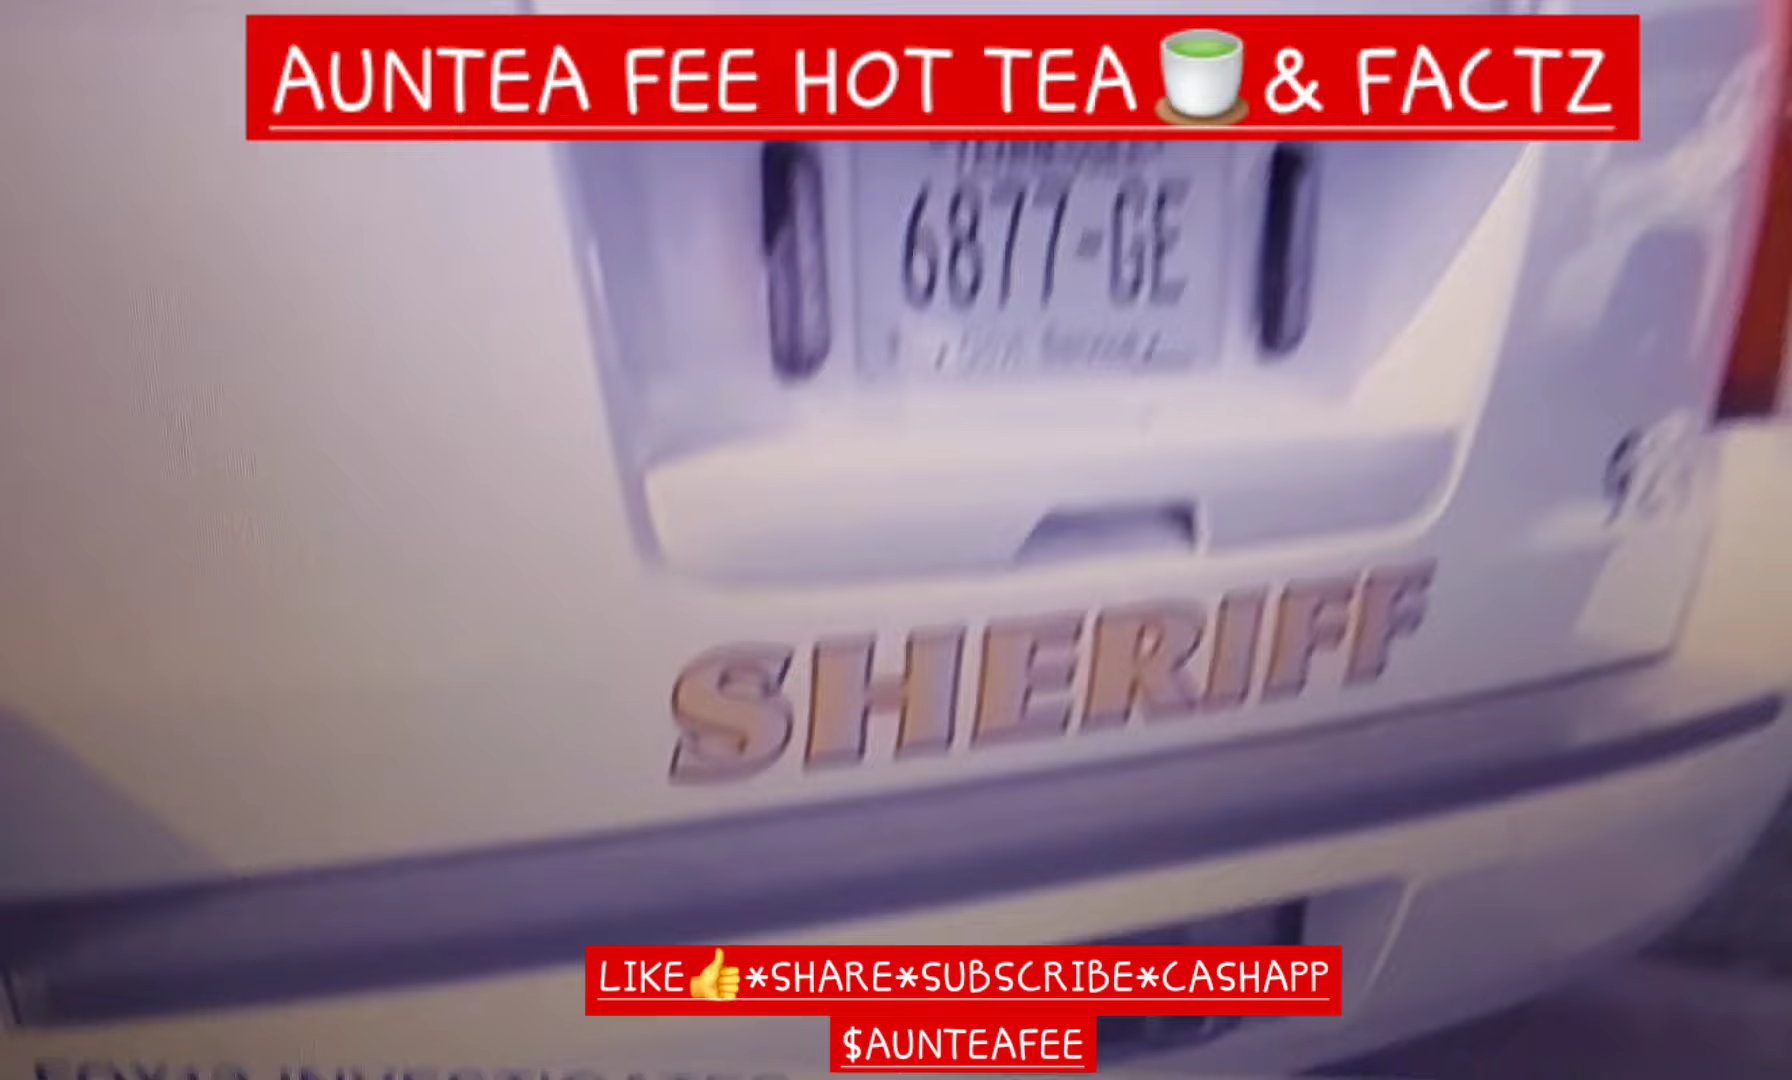 AUNTEA FEE HOT TEA🍵& FACTZ
6877-GE
SHERIFF
LIKE👍*SHARE*SUBSCRIBE*CASHAPP
$AUNTEAFEE